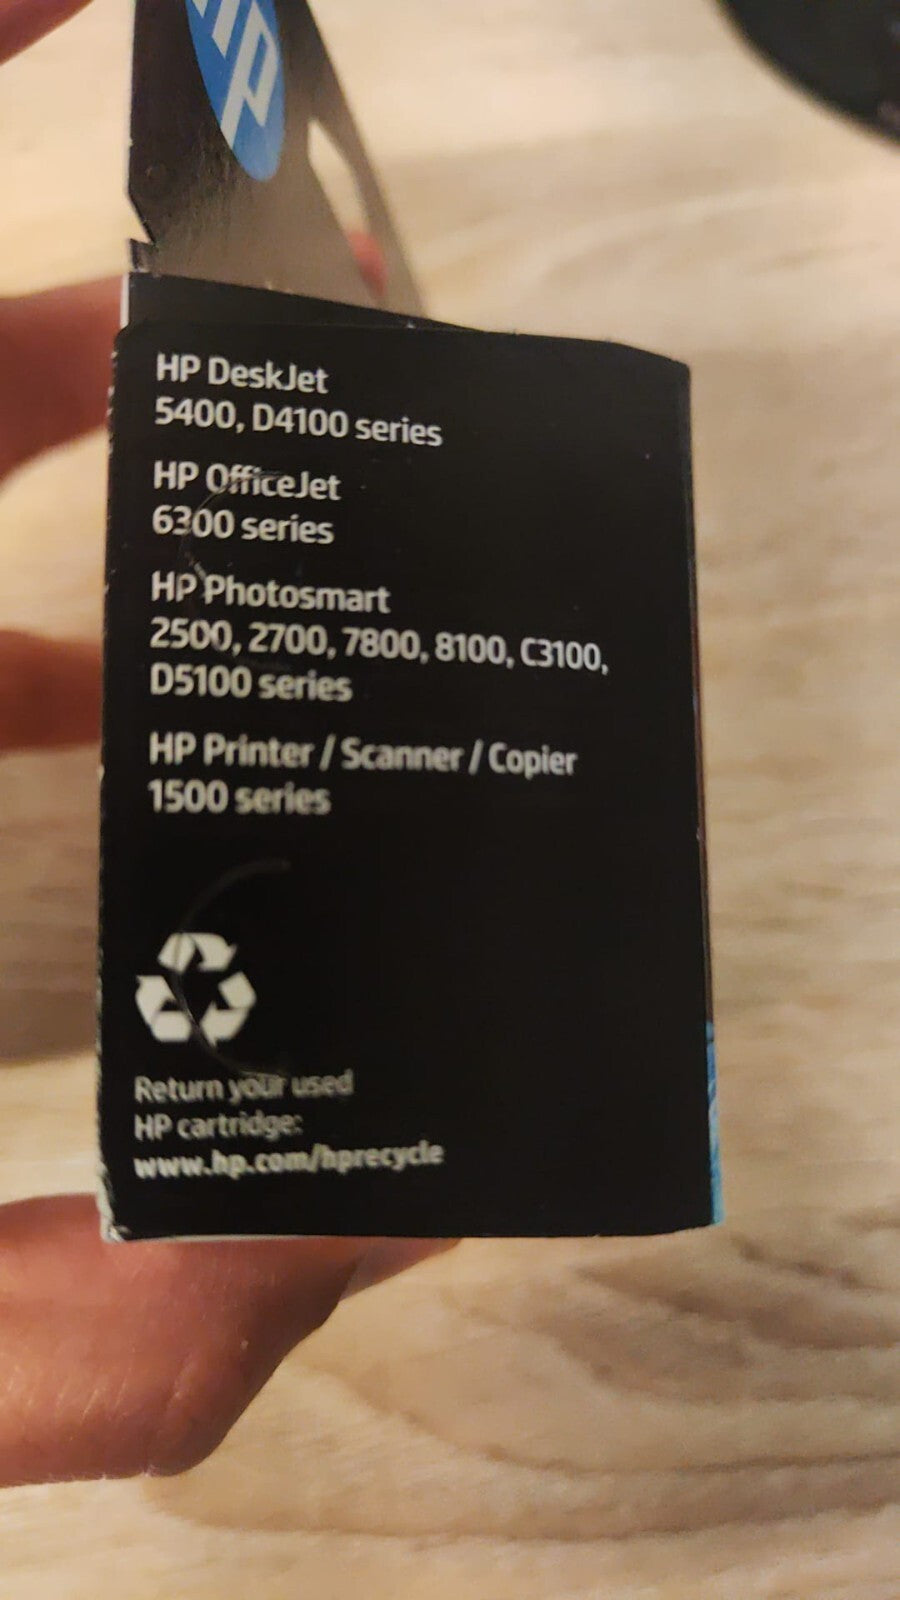 hp
HP DeskJet
5400, D4100 series
HP OfficeJet
6300 series
HP Photosmart
2500, 2700, 7800, 8100, C3100,
D5100 series
HP Printer / Scanner / Copier
1500 series
Return your used
HP cartridge:
www.hp.com/hprecycle